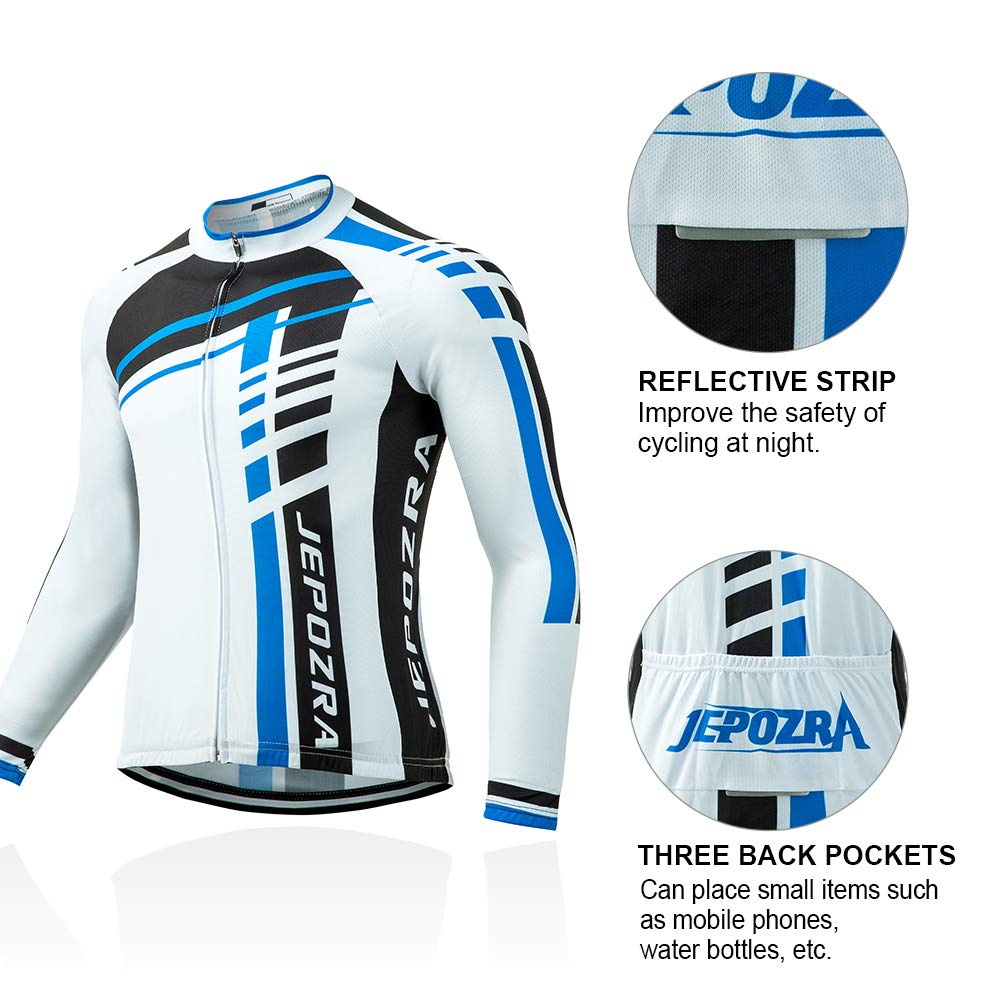 JEPOZRA
JEPOZRA
REFLECTIVE STRIP
Improve the safety of
cycling at night.
JEPOZRA
THREE BACK POCKETS
Can place small items such
as mobile phones,
water bottles, etc.